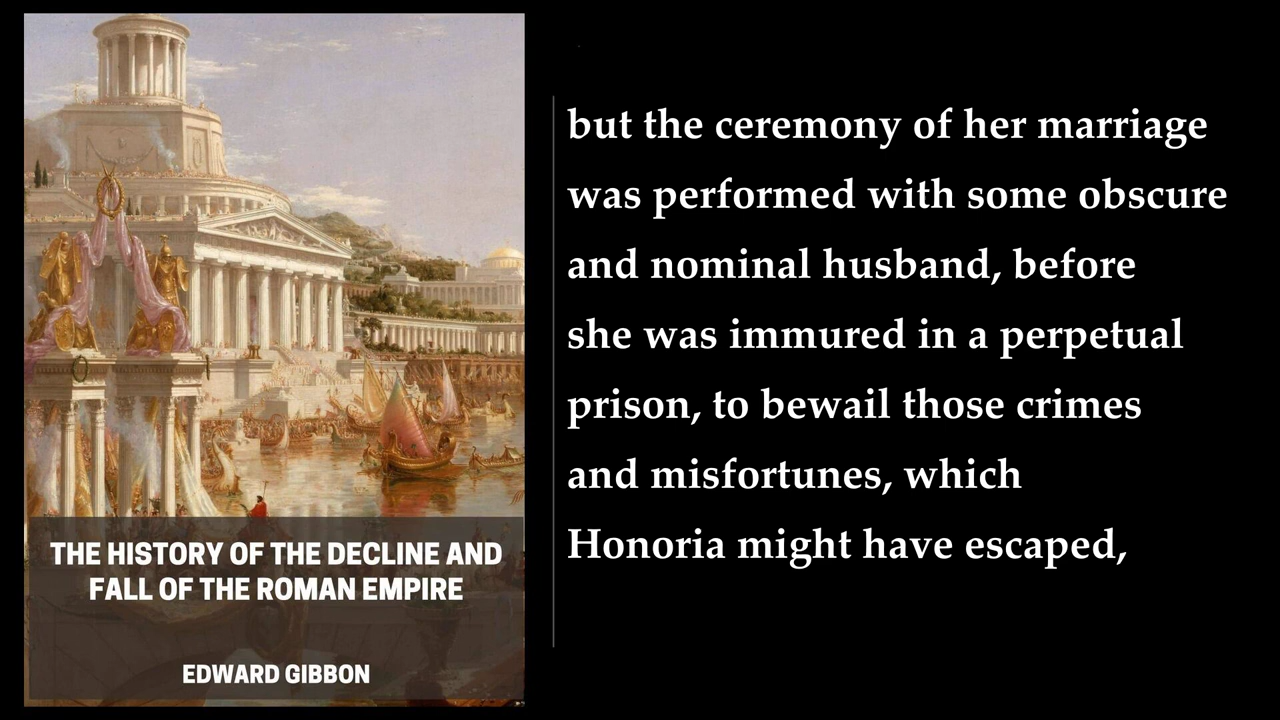 THE HISTORY OF THE DECLINE AND
FALL OF THE ROMAN EMPIRE
EDWARD GIBBON
but the ceremony of her marriage
was performed with some obscure
and nominal husband, before
she was immured in a perpetual
prison, to bewail those crimes
and misfortunes, which
Honoria might have escaped,